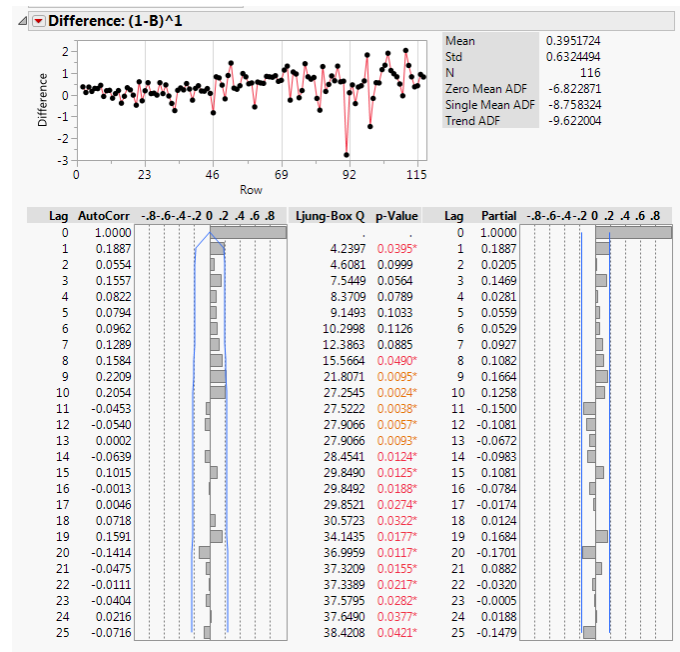 Difference: (1-B)^1
2
1
0
-1
-2
-3
Difference
0 23 46 69 92 115
Row
Mean 0.3951724
Std 0.6324494
N 116
Zero Mean ADF -6.822871
Single Mean ADF -8.758324
Trend ADF -9.622004
Lag AutoCorr -.8-.6-.4-.2 0 .2 .4 .6 .8 Ljung-Box Q p-Value Lag Partial -.8-.6-.4-.2 0 .2 .4 .6 .8
0 1.0000 . . 0 1.0000
1 0.1887 4.2397 0.0395* 1 0.1887
2 0.0554 4.6081 0.0999 2 0.0205
3 0.1557 7.5449 0.0564 3 0.1469
4 0.0822 8.3709 0.0789 4 0.0281
5 0.0794 9.1493 0.1033 5 0.0559
6 0.0962 10.2998 0.1126 6 0.0529
7 0.1289 12.3863 0.0885 7 0.0927
8 0.1584 15.5664 0.0490* 8 0.1082
9 0.2209 21.8071 0.0095* 9 0.1664
10 0.2054 27.2545 0.0024* 10 0.1258
11 -0.0453 27.5222 0.0038* 11 -0.1500
12 -0.0540 27.9066 0.0057* 12 -0.1081
13 0.0002 27.9066 0.0093* 13 -0.0672
14 -0.0639 28.4541 0.0124* 14 -0.0983
15 0.1015 29.8490 0.0125* 15 0.1081
16 -0.0013 29.8492 0.0188* 16 -0.0784
17 0.0046 29.8521 0.0274* 17 -0.0174
18 0.0718 30.5723 0.0322* 18 0.0124
19 0.1591 34.1435 0.0177* 19 0.1684
20 -0.1414 36.9959 0.0117* 20 -0.1701
21 -0.0475 37.3209 0.0155* 21 0.0882
22 -0.0111 37.3389 0.0217* 22 -0.0320
23 -0.0404 37.5795 0.0282* 23 -0.0005
24 0.0216 37.6490 0.0377* 24 0.0188
25 -0.0716 38.4208 0.0421* 25 -0.1479